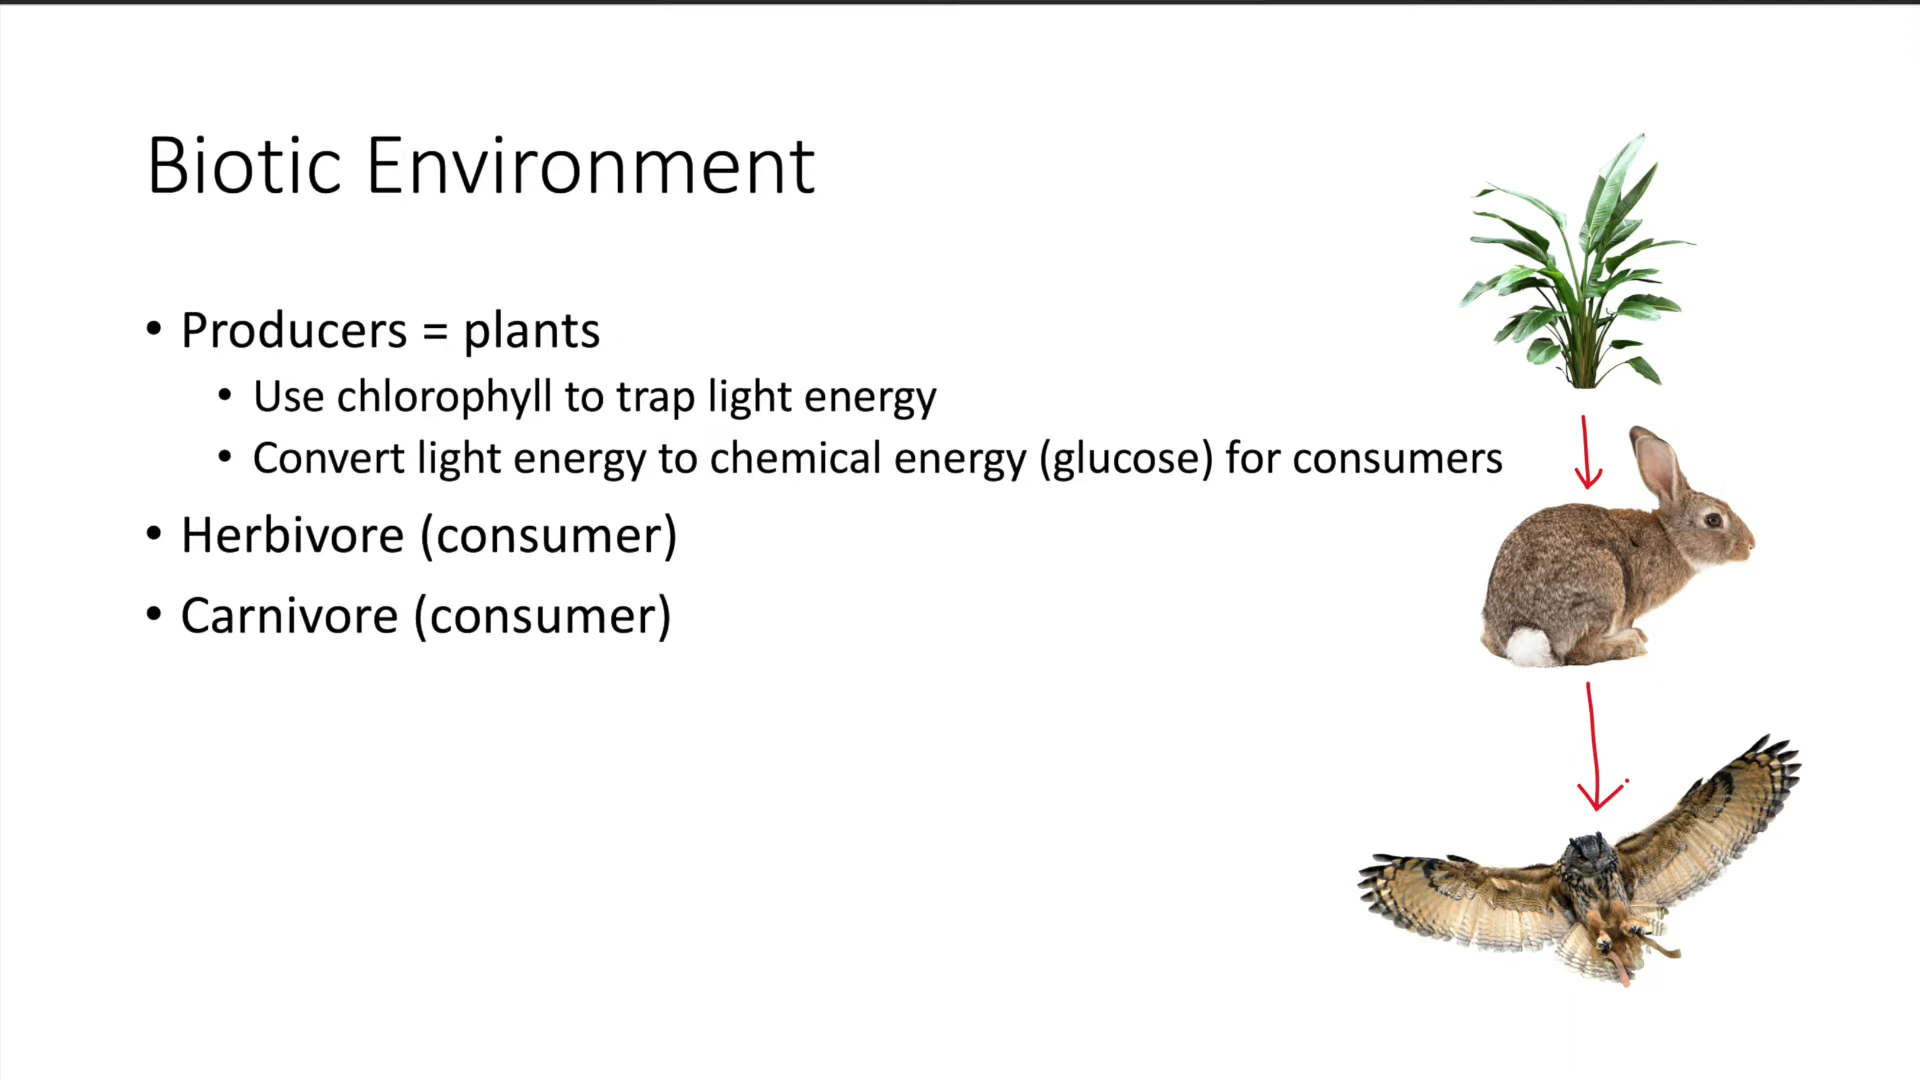 Biotic Environment
• Producers = plants
• Use chlorophyll to trap light energy
• Convert light energy to chemical energy (glucose) for consumers
• Herbivore (consumer)
• Carnivore (consumer)